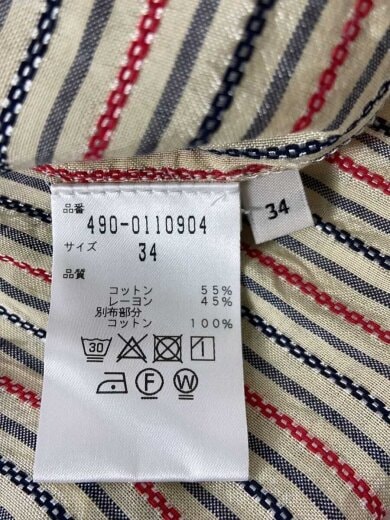 品番
490-0110904
サイズ
34
品質
コットン 55%
レーヨン 45%
別布部分
コットン 100%
30
F W
34